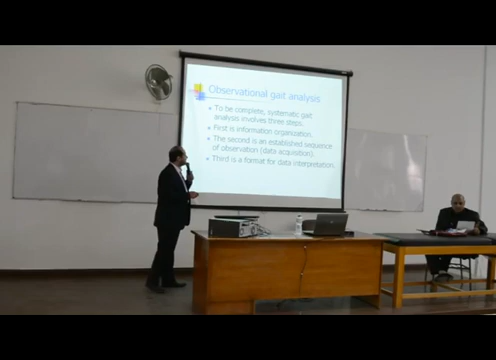 Observational gait analysis
To be complete, systematic gait
analysis involves three steps.
First is information organization.
The second is an established sequence
of observation (data acquisition).
Third is a format for data interpretation.